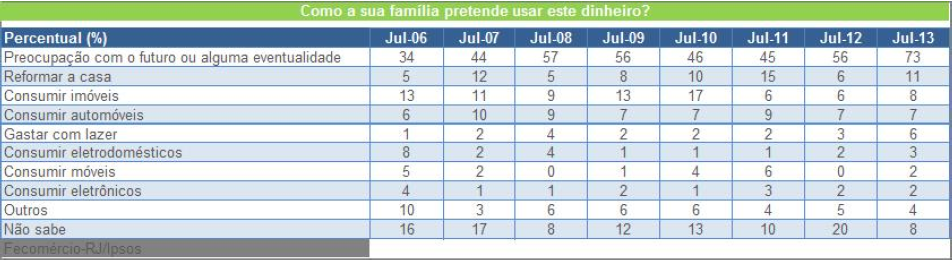 Como a sua família pretende usar este dinheiro?
Percentual (%) Jul-06 Jul-07 Jul-08 Jul-09 Jul-10 Jul-11 Jul-12 Jul-13
Preocupação com o futuro ou alguma eventualidade 34 44 57 56 46 45 56 73
Reformar a casa 5 12 5 8 10 15 6 11
Consumir imóveis 13 11 9 13 17 6 6 8
Consumir automóveis 6 10 9 7 7 9 7 7
Gastar com lazer 1 2 4 2 2 2 3 6
Consumir eletrodomésticos 8 2 4 1 1 1 2 3
Consumir móveis 5 2 0 1 4 6 0 2
Consumir eletrônicos 4 1 1 2 1 3 2 2
Outros 10 3 6 6 6 4 5 4
Não sabe 16 17 8 12 13 10 20 8
Fecomércio-RJ/Ipsos